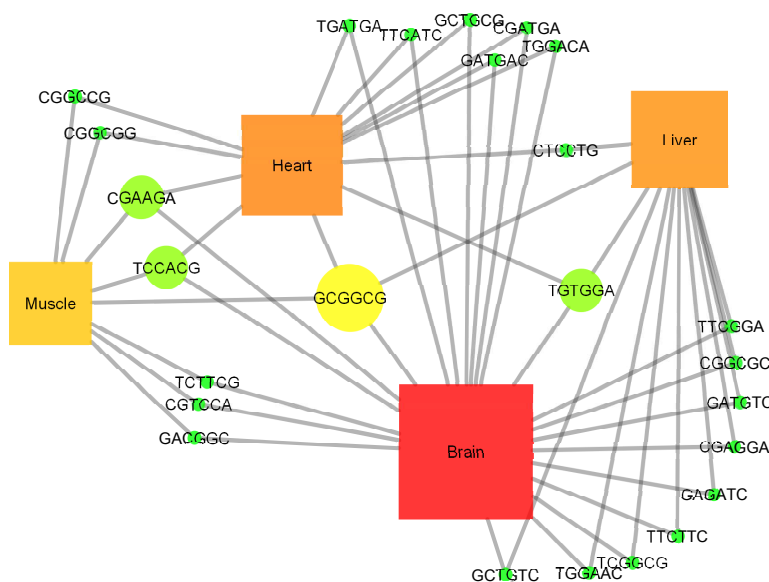 TGATGA
TTCATC
GCTGCG
CGATGA
TGGACA
GATGAC
CGGCCG
CGGCGG
CTCCTG
Heart
Liver
CGAAGA
TCCACG
GCGGCG
TGTGGA
Muscle
TTCGGA
CGGCGC
GATGTC
TCTTCG
CGTCCA
GACGGC
Brain
CGAGGA
GAGATC
TTCTTC
TCGGCG
TGGAAC
GCTGTC